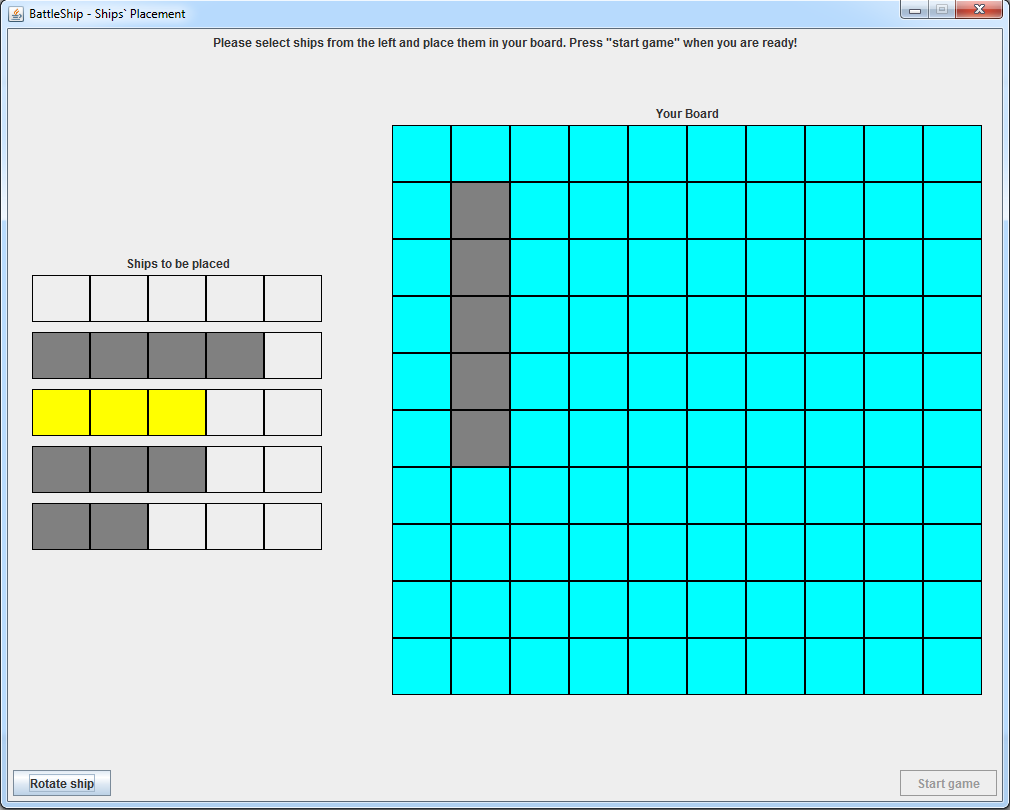 BattleShip - Ships` Placement
Please select ships from the left and place them in your board. Press "start game" when you are ready!
Your Board
Ships to be placed
Rotate ship
Start game